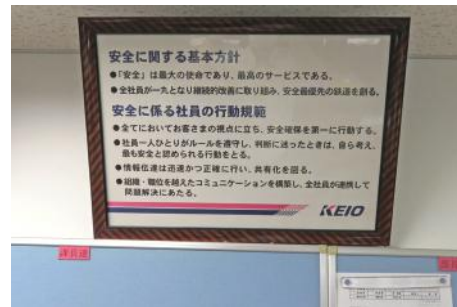 安全に関する基本方針
●「安全」は最大の使命であり、最高のサービスである。
●全社員が一丸となり継続的改善に取り組み、安全最優先の鉄道を創る。
安全に係る社員の行動規範
●全てにおいてお客さまの視点に立ち、安全確保を第一に行動する。
●社員一人ひとりがルールを遵守し、判断に迷ったときは、自ら考え、
最も安全と認められる行動をとる。
●情報伝達は迅速かつ正確に行い、共有化を図る。
●組織・職位を越えたコミュニケーションを構築し、全社員が連携して
問題解決にあたる。
KEIO